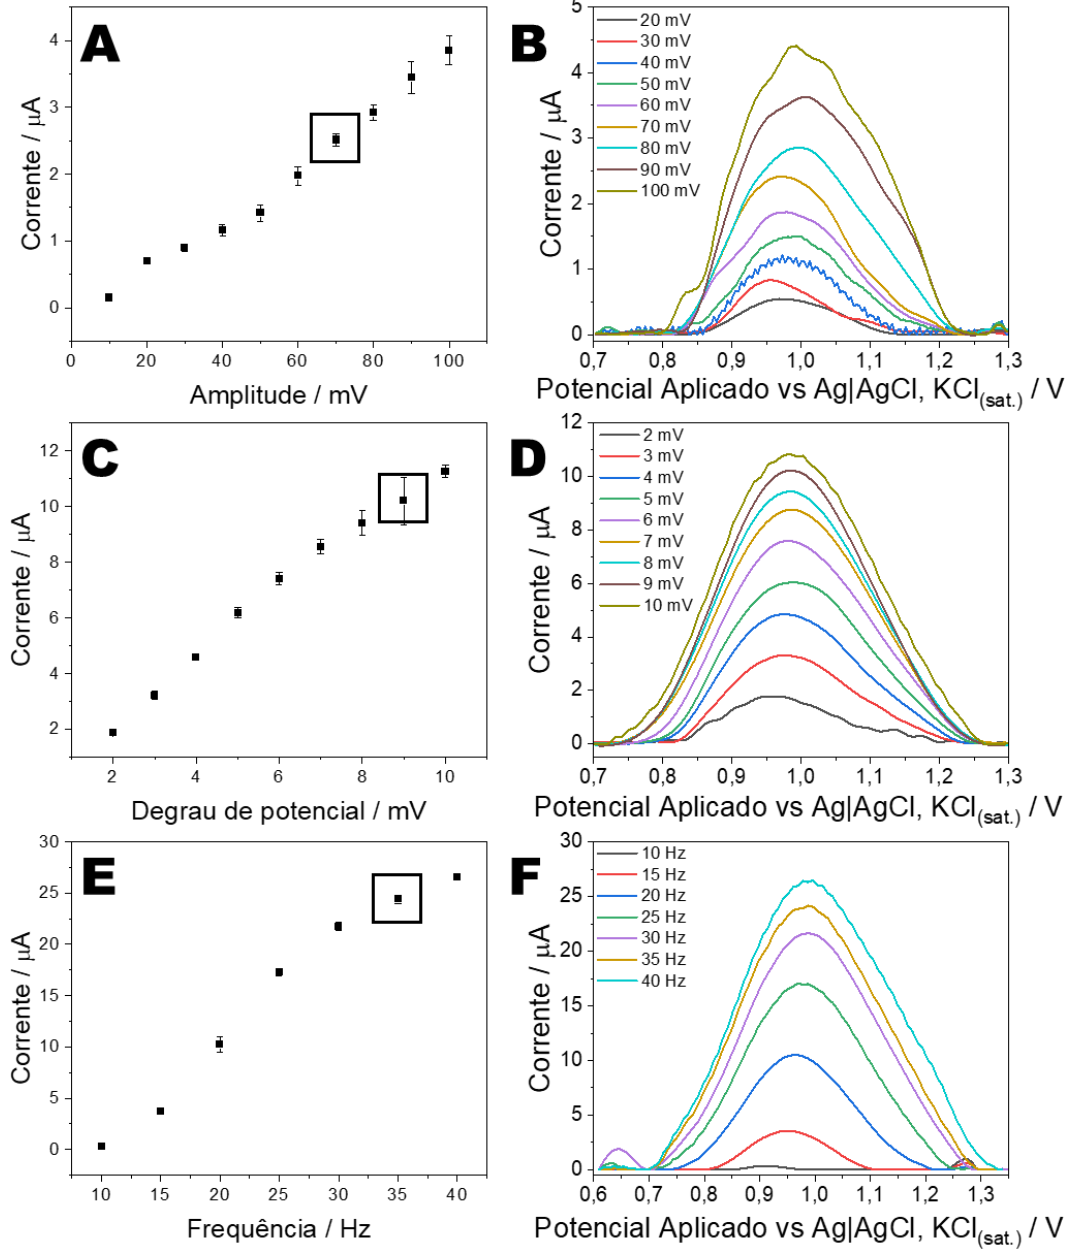 A
4
3
2
1
0
Corrente / μA
0 20 40 60 80 100
Amplitude / mV
B
20 mV
30 mV
40 mV
50 mV
60 mV
70 mV
80 mV
90 mV
100 mV
5
4
3
2
1
0
Corrente / μA
0,7 0,8 0,9 1,0 1,1 1,2 1,3
Potencial Aplicado vs Ag|AgCl, KCl(sat.) / V
C
12
10
8
6
4
2
Corrente / μA
2 4 6 8 10
Degrau de potencial / mV
D
2 mV
3 mV
4 mV
5 mV
6 mV
7 mV
8 mV
9 mV
10 mV
12
10
8
6
4
2
0
Corrente / μA
0,7 0,8 0,9 1,0 1,1 1,2 1,3
Potencial Aplicado vs Ag|AgCl, KCl(sat.) / V
E
30
25
20
15
10
5
0
Corrente / μA
10 15 20 25 30 35 40
Frequência / Hz
F
10 Hz
15 Hz
20 Hz
25 Hz
30 Hz
35 Hz
40 Hz
30
25
20
15
10
5
0
Corrente / μA
0,6 0,7 0,8 0,9 1,0 1,1 1,2 1,3
Potencial Aplicado vs Ag|AgCl, KCl(sat.) / V